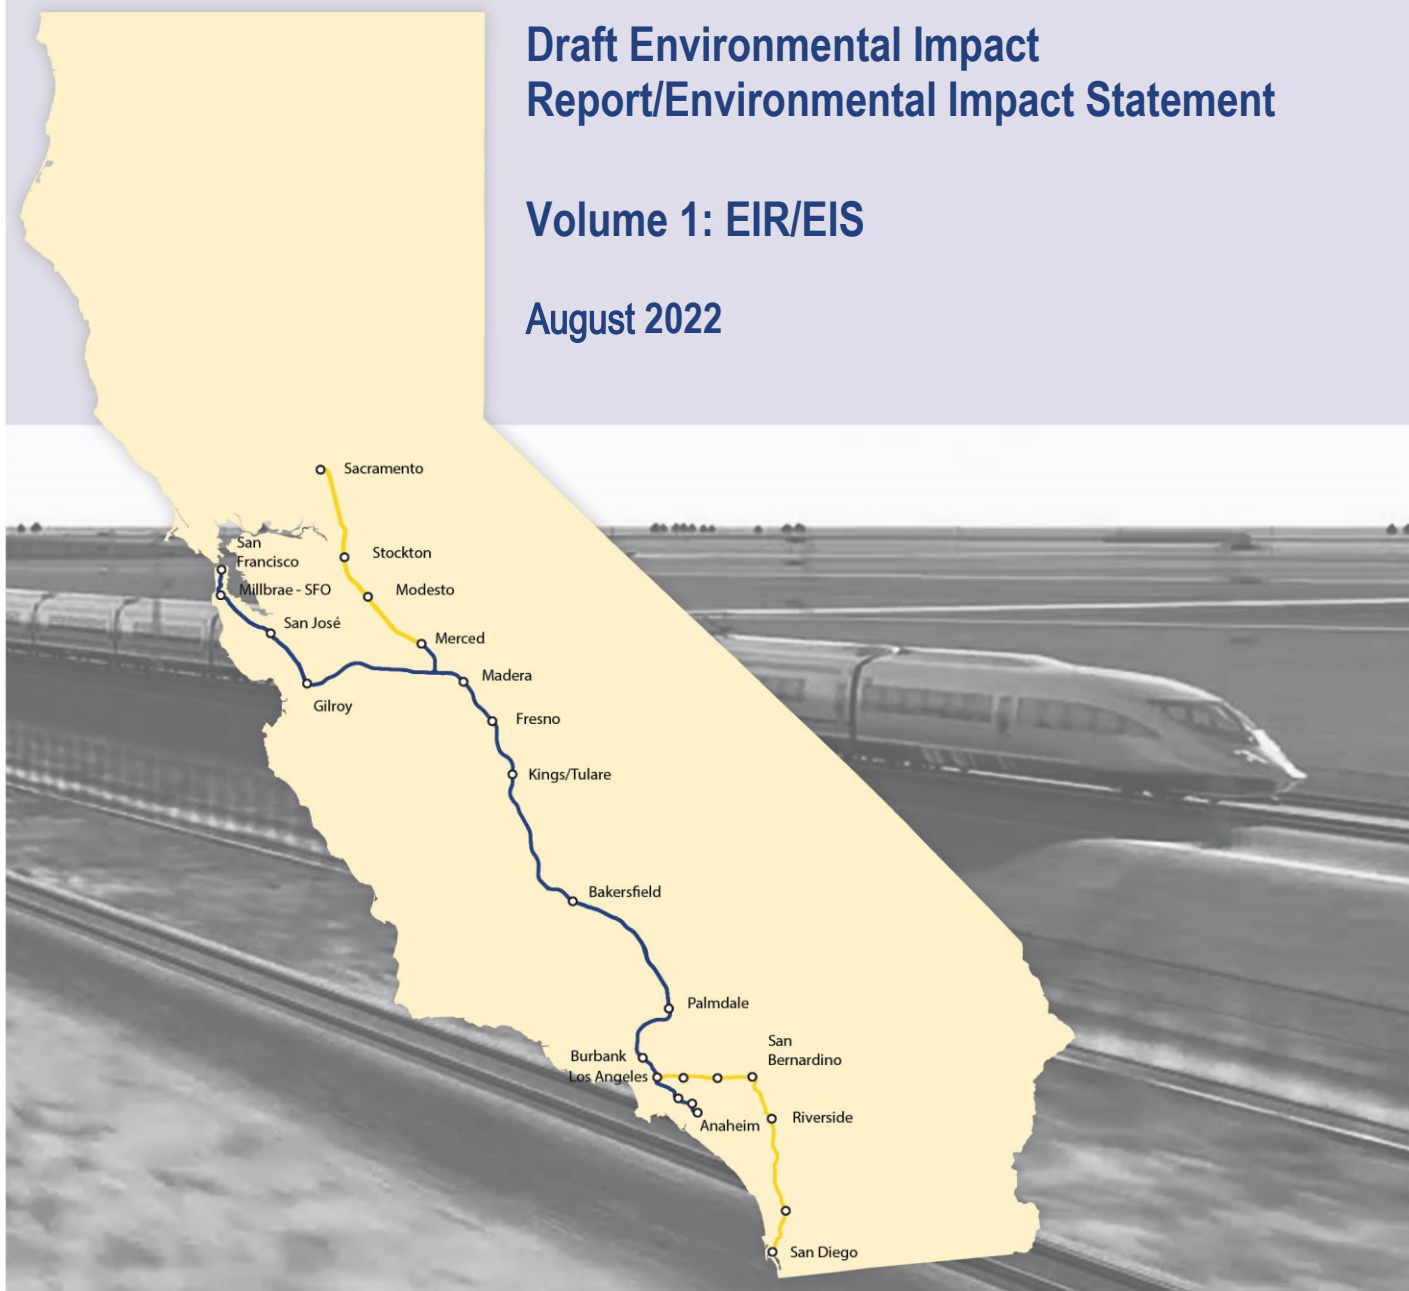 Draft Environmental Impact
Report/Environmental Impact Statement
Volume 1: EIR/EIS
August 2022
Sacramento
San
Francisco
Stockton
Millbrae - SFO
Modesto
San José
Merced
Madera
Gilroy
Fresno
Kings/Tulare
Bakersfield
Palmdale
San
Bernardino
Burbank
Los Angeles
Riverside
Anaheim
San Diego